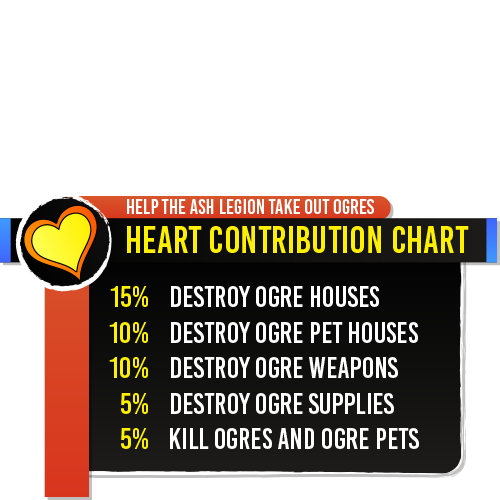 HELP THE ASH LEGION TAKE OUT OGRES
HEART CONTRIBUTION CHART
15% DESTROY OGRE HOUSES
10% DESTROY OGRE PET HOUSES
10% DESTROY OGRE WEAPONS
5% DESTROY OGRE SUPPLIES
5% KILL OGRES AND OGRE PETS